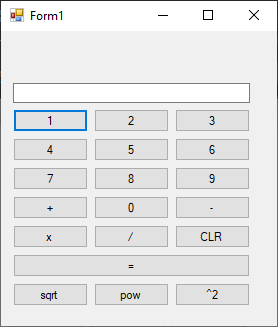 Form1
1 2 3
4 5 6
7 8 9
+ 0 -
x / CLR
=
sqrt pow ^2